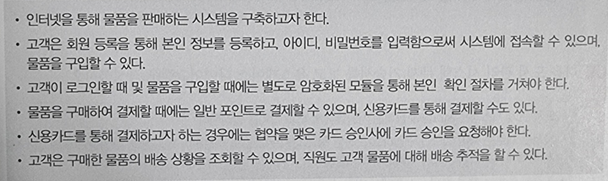 • 인터넷을 통해 물품을 판매하는 시스템을 구축하고자 한다.
• 고객은 회원 등록을 통해 본인 정보를 등록하고, 아이디, 비밀번호를 입력함으로써 시스템에 접속할 수 있으며,
물품을 구입할 수 있다.
• 고객이 로그인할 때 및 물품을 구입할 때에는 별도로 암호화된 모듈을 통해 본인 확인 절차를 거쳐야 한다.
• 물품을 구매하여 결제할 때에는 일반 포인트로 결제할 수 있으며, 신용카드를 통해 결제할 수도 있다.
• 신용카드를 통해 결제하고자 하는 경우에는 협약을 맺은 카드 승인사에 카드 승인을 요청해야 한다.
• 고객은 구매한 물품의 배송 상황을 조회할 수 있으며, 직원도 고객 물품에 대해 배송 추적을 할 수 있다.